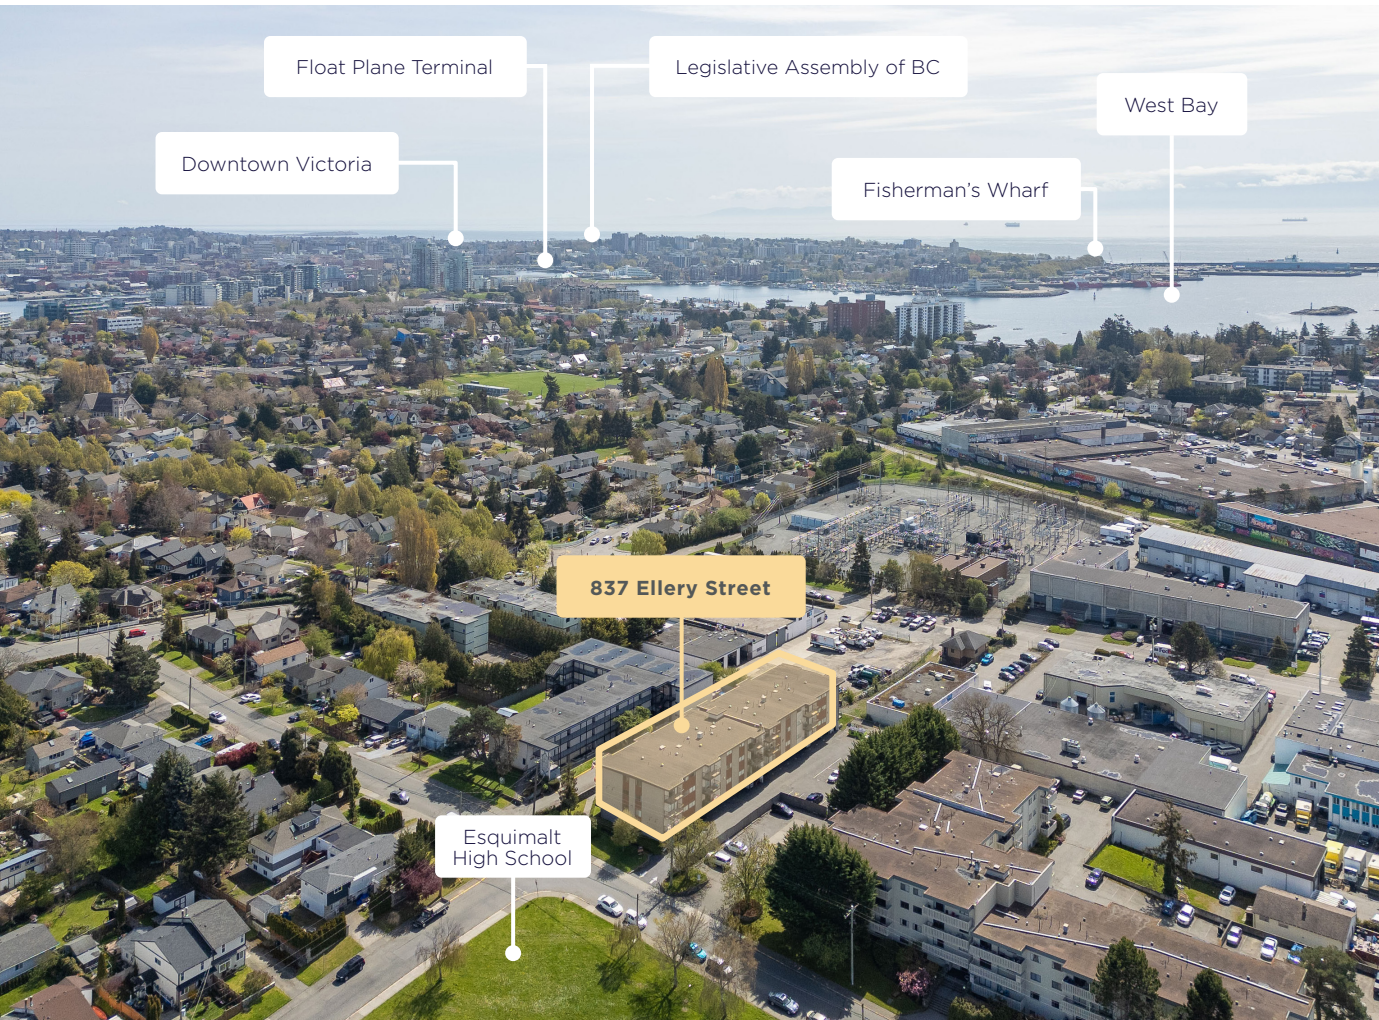 Float Plane Terminal
Legislative Assembly of BC
West Bay
Downtown Victoria
Fisherman's Wharf
837 Ellery Street
Esquimalt
High School